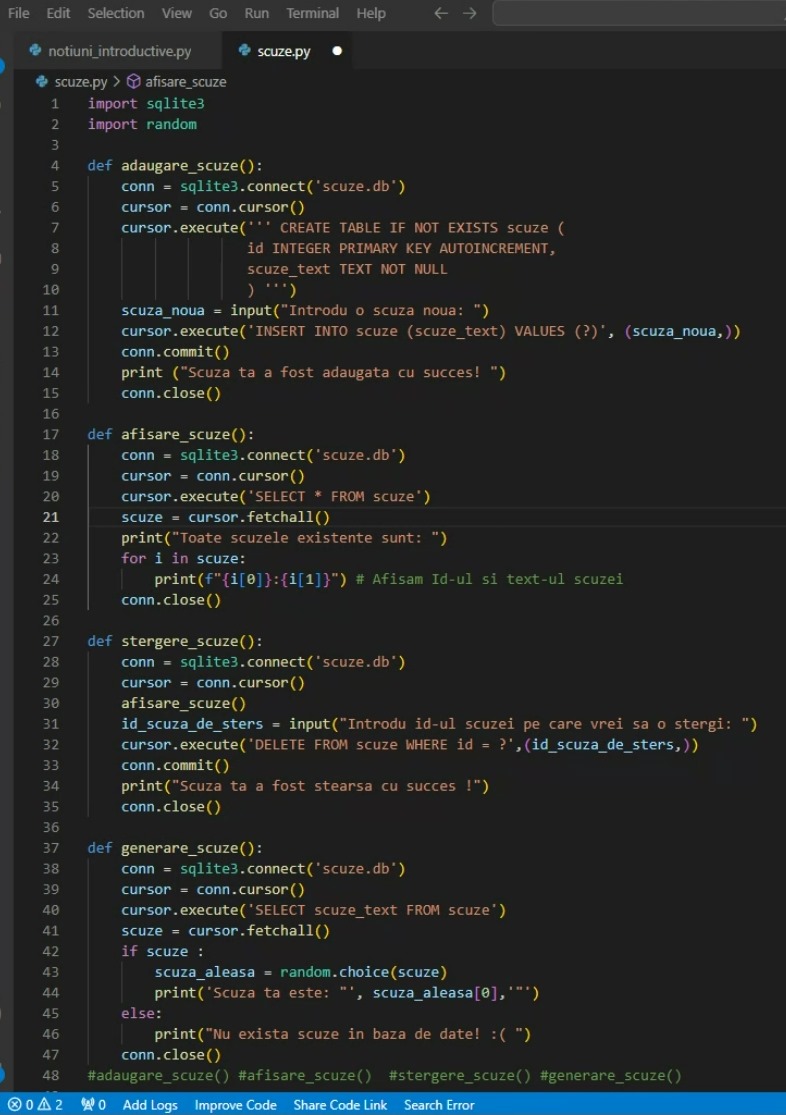 File Edit Selection View Go Run Terminal Help
notiuni_introductive.py scuze.py
scuze.py > afisare_scuze
1 import sqlite3
2 import random
3
4 def adaugare_scuze():
5     conn = sqlite3.connect('scuze.db')
6     cursor = conn.cursor()
7     cursor.execute(''' CREATE TABLE IF NOT EXISTS scuze (
8                    id INTEGER PRIMARY KEY AUTOINCREMENT,
9                    scuze_text TEXT NOT NULL
10                    ) ''')
11     scuza_noua = input("Introdu o scuza noua: ")
12     cursor.execute('INSERT INTO scuze (scuze_text) VALUES (?)', (scuza_noua,))
13     conn.commit()
14     print ("Scuza ta a fost adaugata cu succes! ")
15     conn.close()
16
17 def afisare_scuze():
18     conn = sqlite3.connect('scuze.db')
19     cursor = conn.cursor()
20     cursor.execute('SELECT * FROM scuze')
21     scuze = cursor.fetchall()
22     print("Toate scuzele existente sunt: ")
23     for i in scuze:
24         print(f"{i[0]}:{i[1]}") # Afisam Id-ul si text-ul scuzei
25     conn.close()
26
27 def stergere_scuze():
28     conn = sqlite3.connect('scuze.db')
29     cursor = conn.cursor()
30     afisare_scuze()
31     id_scuza_de_sters = input("Introdu id-ul scuzei pe care vrei sa o stergi: ")
32     cursor.execute('DELETE FROM scuze WHERE id = ?',(id_scuza_de_sters,))
33     conn.commit()
34     print("Scuza ta a fost stearsa cu succes !")
35     conn.close()
36
37 def generare_scuze():
38     conn = sqlite3.connect('scuze.db')
39     cursor = conn.cursor()
40     cursor.execute('SELECT scuze_text FROM scuze')
41     scuze = cursor.fetchall()
42     if scuze :
43         scuza_aleasa = random.choice(scuze)
44         print('Scuza ta este: "', scuza_aleasa[0],'"')
45     else:
46         print("Nu exista scuze in baza de date! :( ")
47     conn.close()
48 #adaugare_scuze() #afisare_scuze()  #stergere_scuze() #generare_scuze()
0 2 0 Add Logs Improve Code Share Code Link Search Error